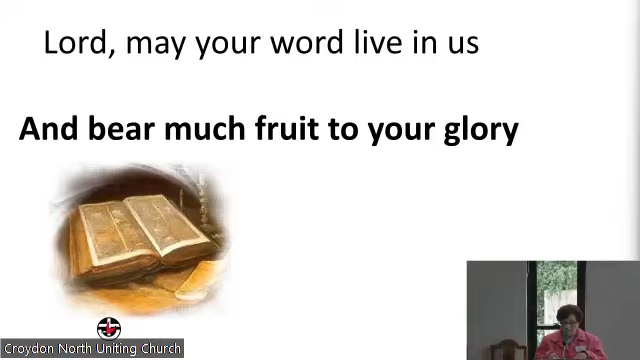 Lord, may your word live in us
And bear much fruit to your glory
Croydon North Uniting Church